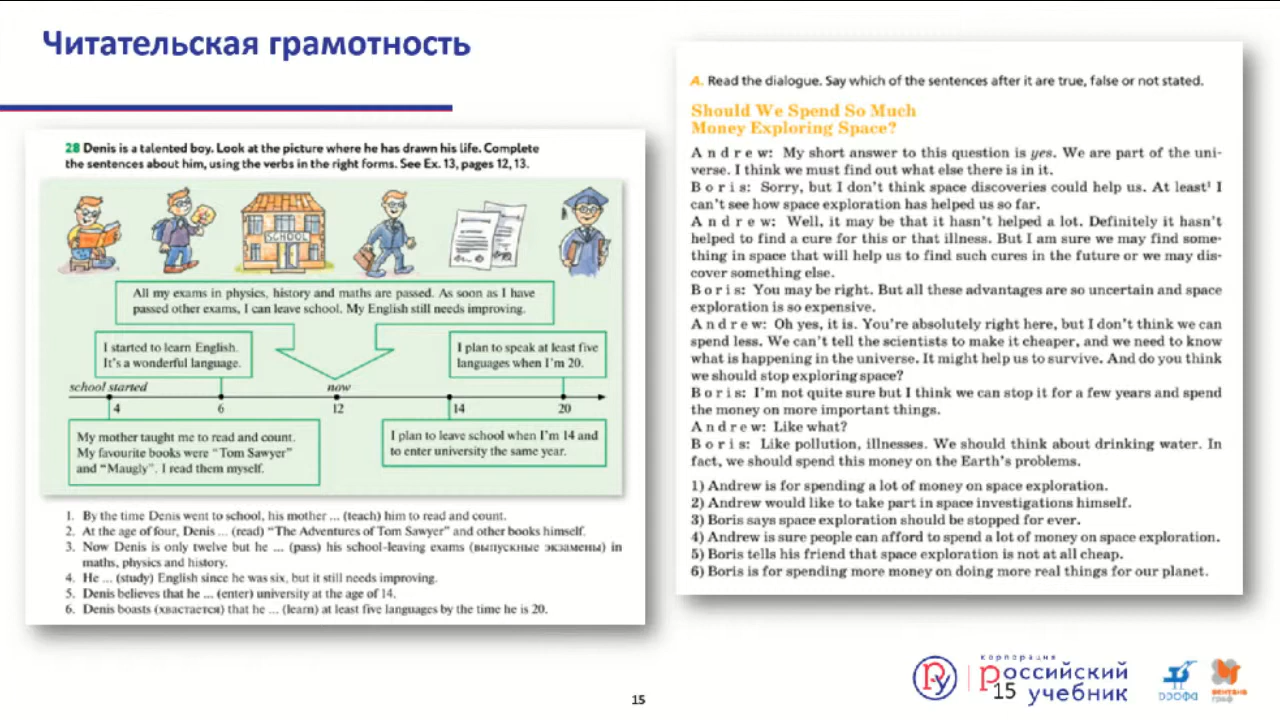 Читательская грамотность
28 Denis is a talented boy. Look at the picture where he has drawn his life. Complete
the sentences about him, using the verbs in the right forms. See Ex. 13, pages 12, 13.
SCHOOL
All my exams in physics, history and maths are passed. As soon as I have
passed other exams, I can leave school. My English still needs improving.
I started to learn English.
It's a wonderful language.
I plan to speak at least five
languages when I'm 20.
school started
now
4
6
12
14
20
My mother taught me to read and count.
My favourite books were "Tom Sawyer"
and "Maugly". I read them myself.
I plan to leave school when I'm 14 and
to enter university the same year.
1. By the time Denis went to school, his mother ... (teach) him to read and count.
2. At the age of four, Denis ... (read) "The Adventures of Tom Sawyer" and other books himself.
3. Now Denis is only twelve but he ... (pass) his school-leaving exams (выпускные экзамены) in
maths, physics and history.
4. He ... (study) English since he was six, but it still needs improving.
5. Denis believes that he ... (enter) university at the age of 14.
6. Denis boasts (хвастается) that he ... (learn) at least five languages by the time he is 20.
A. Read the dialogue. Say which of the sentences after it are true, false or not stated.
Should We Spend So Much
Money Exploring Space?
Andrew: My short answer to this question is yes. We are part of the uni-
verse. I think we must find out what else there is in it.
Boris: Sorry, but I don't think space discoveries could help us. At least¹ I
can't see how space exploration has helped us so far.
Andrew: Well, it may be that it hasn't helped a lot. Definitely it hasn't
helped to find a cure for this or that illness. But I am sure we may find some-
thing in space that will help us to find such cures in the future or we may dis-
cover something else.
Boris: You may be right. But all these advantages are so uncertain and space
exploration is so expensive.
Andrew: Oh yes, it is. You're absolutely right here, but I don't think we can
spend less. We can't tell the scientists to make it cheaper, and we need to know
what is happening in the universe. It might help us to survive. And do you think
we should stop exploring space?
Boris: I'm not quite sure but I think we can stop it for a few years and spend
the money on more important things.
Andrew: Like what?
Boris: Like pollution, illnesses. We should think about drinking water. In
fact, we should spend this money on the Earth's problems.
1) Andrew is for spending a lot of money on space exploration.
2) Andrew would like to take part in space investigations himself.
3) Boris says space exploration should be stopped for ever.
4) Andrew is sure people can afford to spend a lot of money on space exploration.
5) Boris tells his friend that space exploration is not at all cheap.
6) Boris is for spending more money on doing more real things for our planet.
15
Ру
корпорация
российский
15 учебник
дрофа
вентана
граф